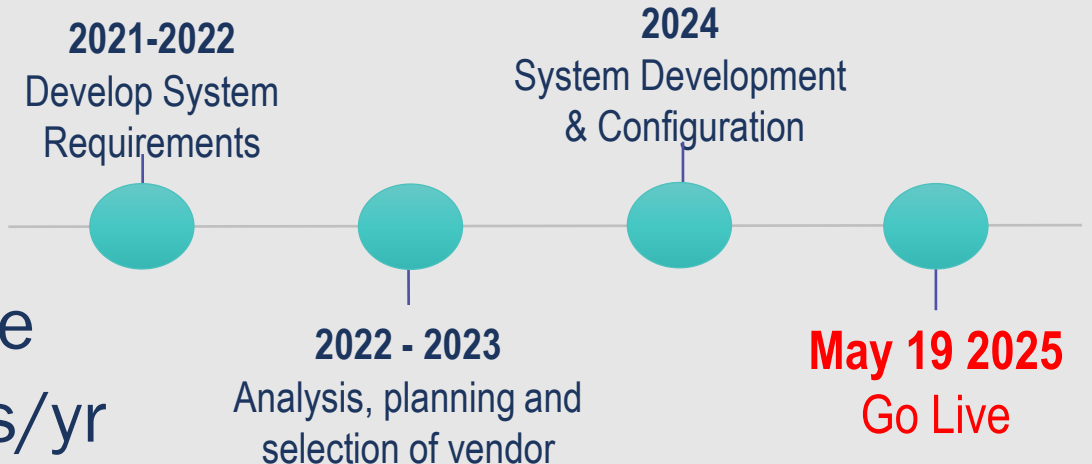 2021-2022
Develop System
Requirements
2024
System Development
& Configuration
2022 - 2023
Analysis, planning and
selection of vendor
May 19 2025
Go Live
e
s/yr